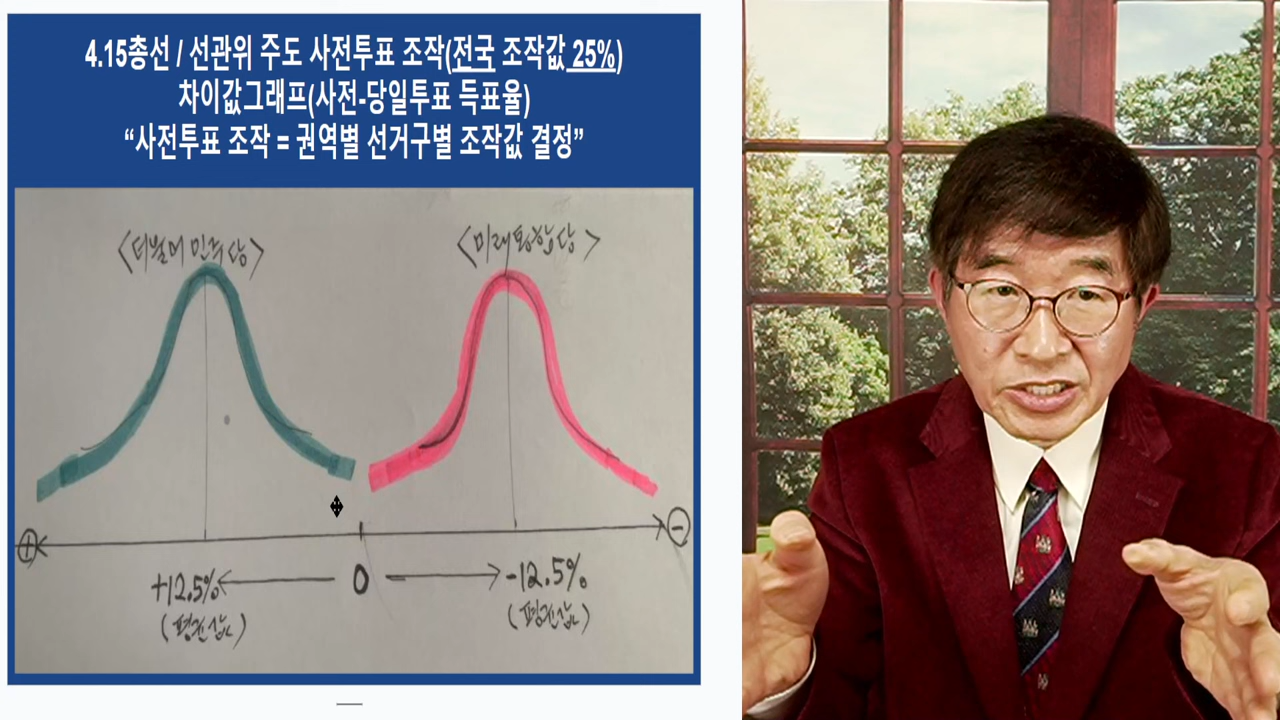 4.15총선 / 선관위 주도 사전투표 조작(전국 조작값 25%)
차이값그래프(사전-당일투표 득표율)
“사전투표 조작 = 권역별 선거구별 조작값 결정”
<더불어민주당> <미래통합당>
+ -
+12.5% 0 -12.5%
(평균값) (평균값)